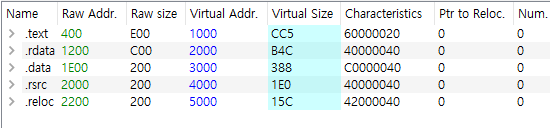 Name Raw Addr. Raw size Virtual Addr. Virtual Size Characteristics Ptr to Reloc. Num.
.text 400 E00 1000 CC5 60000020 0 0
.rdata 1200 C00 2000 B4C 40000040 0 0
.data 1E00 200 3000 388 C0000040 0 0
.rsrc 2000 200 4000 1E0 40000040 0 0
.reloc 2200 200 5000 15C 42000040 0 0